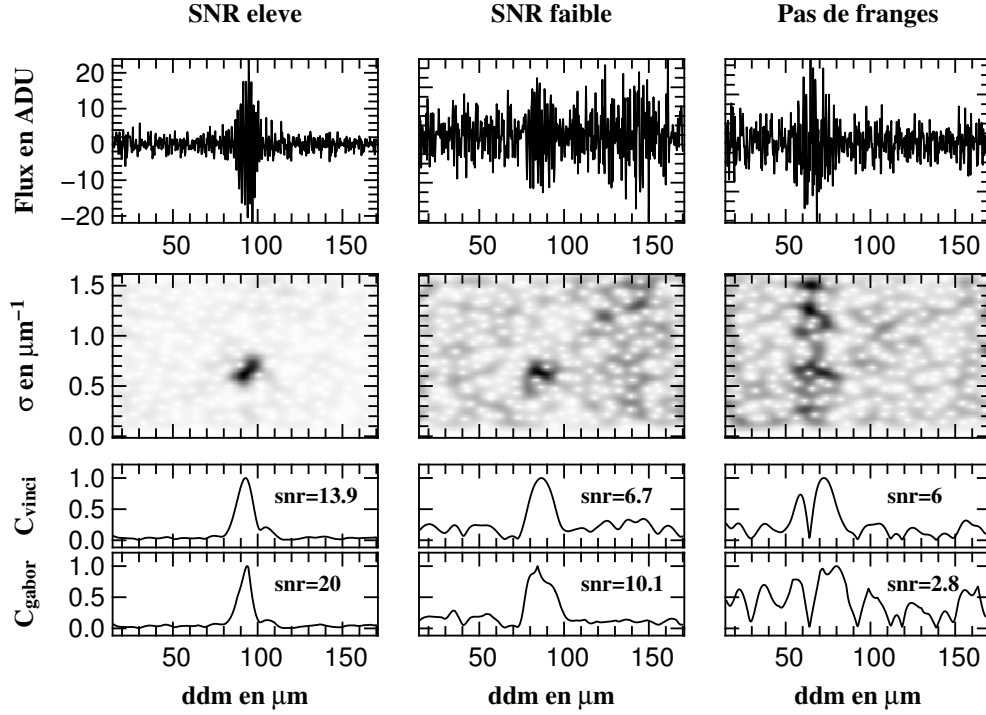 SNR eleve SNR faible Pas de franges
Flux en ADU
20
10
0
−10
−20
50 100 150 50 100 150 50 100 150
σ en μm⁻¹
1.5
1.0
0.5
0.0
Cvinci
1.0
0.5
0.0
snr=13.9 snr=6.7 snr=6
Cgabor
1.0
0.5
0.0
snr=20 snr=10.1 snr=2.8
50 100 150 50 100 150 50 100 150
ddm en μm ddm en μm ddm en μm